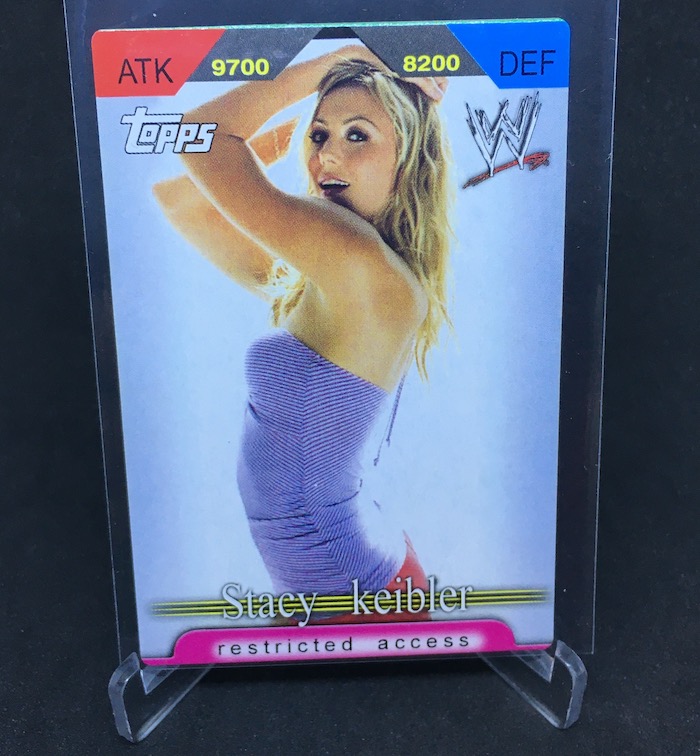 ATK 9700 8200 DEF
Topps W
Stacy keibler
restricted access